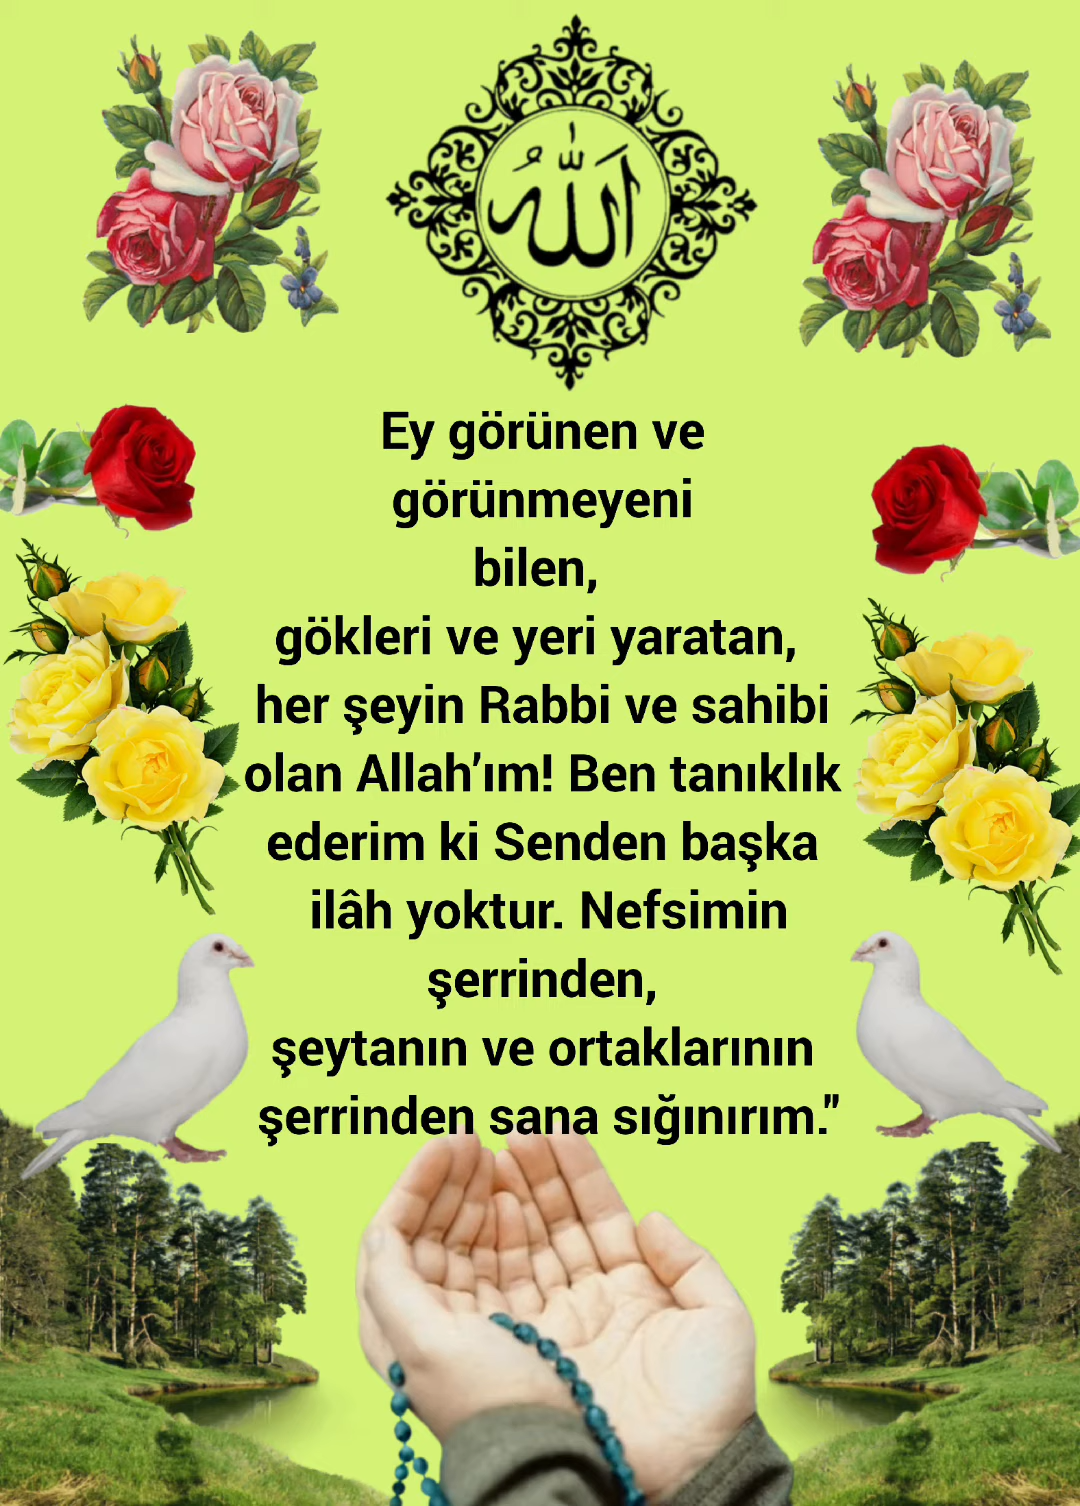 اللهُ
Ey görünen ve
görünmeyeni
bilen,
gökleri ve yeri yaratan,
her şeyin Rabbi ve sahibi
olan Allah'ım! Ben tanıklık
ederim ki Senden başka
ilâh yoktur. Nefsimin
şerrinden,
şeytanın ve ortaklarının
şerrinden sana sığınırım."